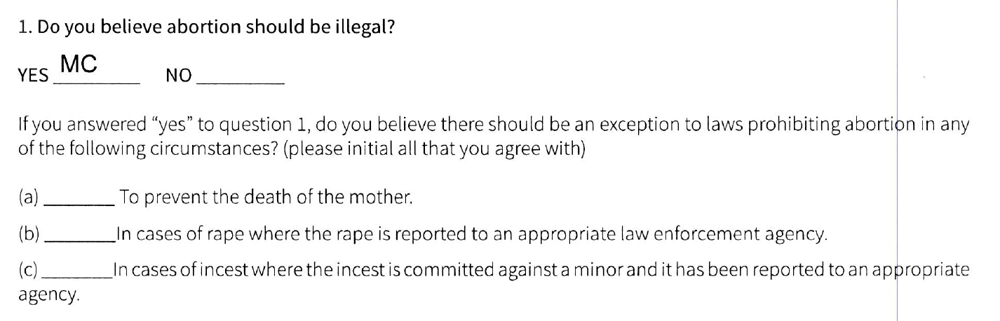 1. Do you believe abortion should be illegal?
YES MC NO
If you answered “yes” to question 1, do you believe there should be an exception to laws prohibiting abortion in any
of the following circumstances? (please initial all that you agree with)
(a) ________ To prevent the death of the mother.
(b) ________In cases of rape where the rape is reported to an appropriate law enforcement agency.
(c) ________In cases of incest where the incest is committed against a minor and it has been reported to an appropriate
agency.